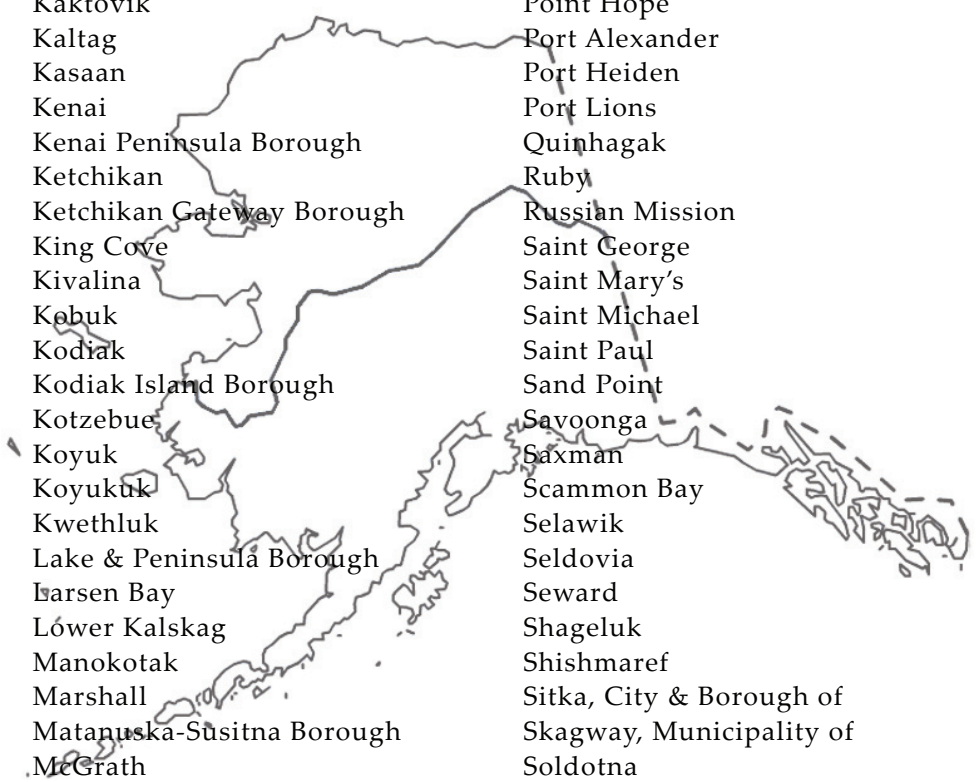 Kaktovik
Kaltag
Kasaan
Kenai
Kenai Peninsula Borough
Ketchikan
Ketchikan Gateway Borough
King Cove
Kivalina
Kobuk
Kodiak
Kodiak Island Borough
Kotzebue
Koyuk
Koyukuk
Kwethluk
Lake & Peninsula Borough
Larsen Bay
Lower Kalskag
Manokotak
Marshall
Matanuska-Susitna Borough
McGrath
Point Hope
Port Alexander
Port Heiden
Port Lions
Quinhagak
Ruby
Russian Mission
Saint George
Saint Mary’s
Saint Michael
Saint Paul
Sand Point
Savoonga
Saxman
Scammon Bay
Selawik
Seldovia
Seward
Shageluk
Shishmaref
Sitka, City & Borough of
Skagway, Municipality of
Soldotna